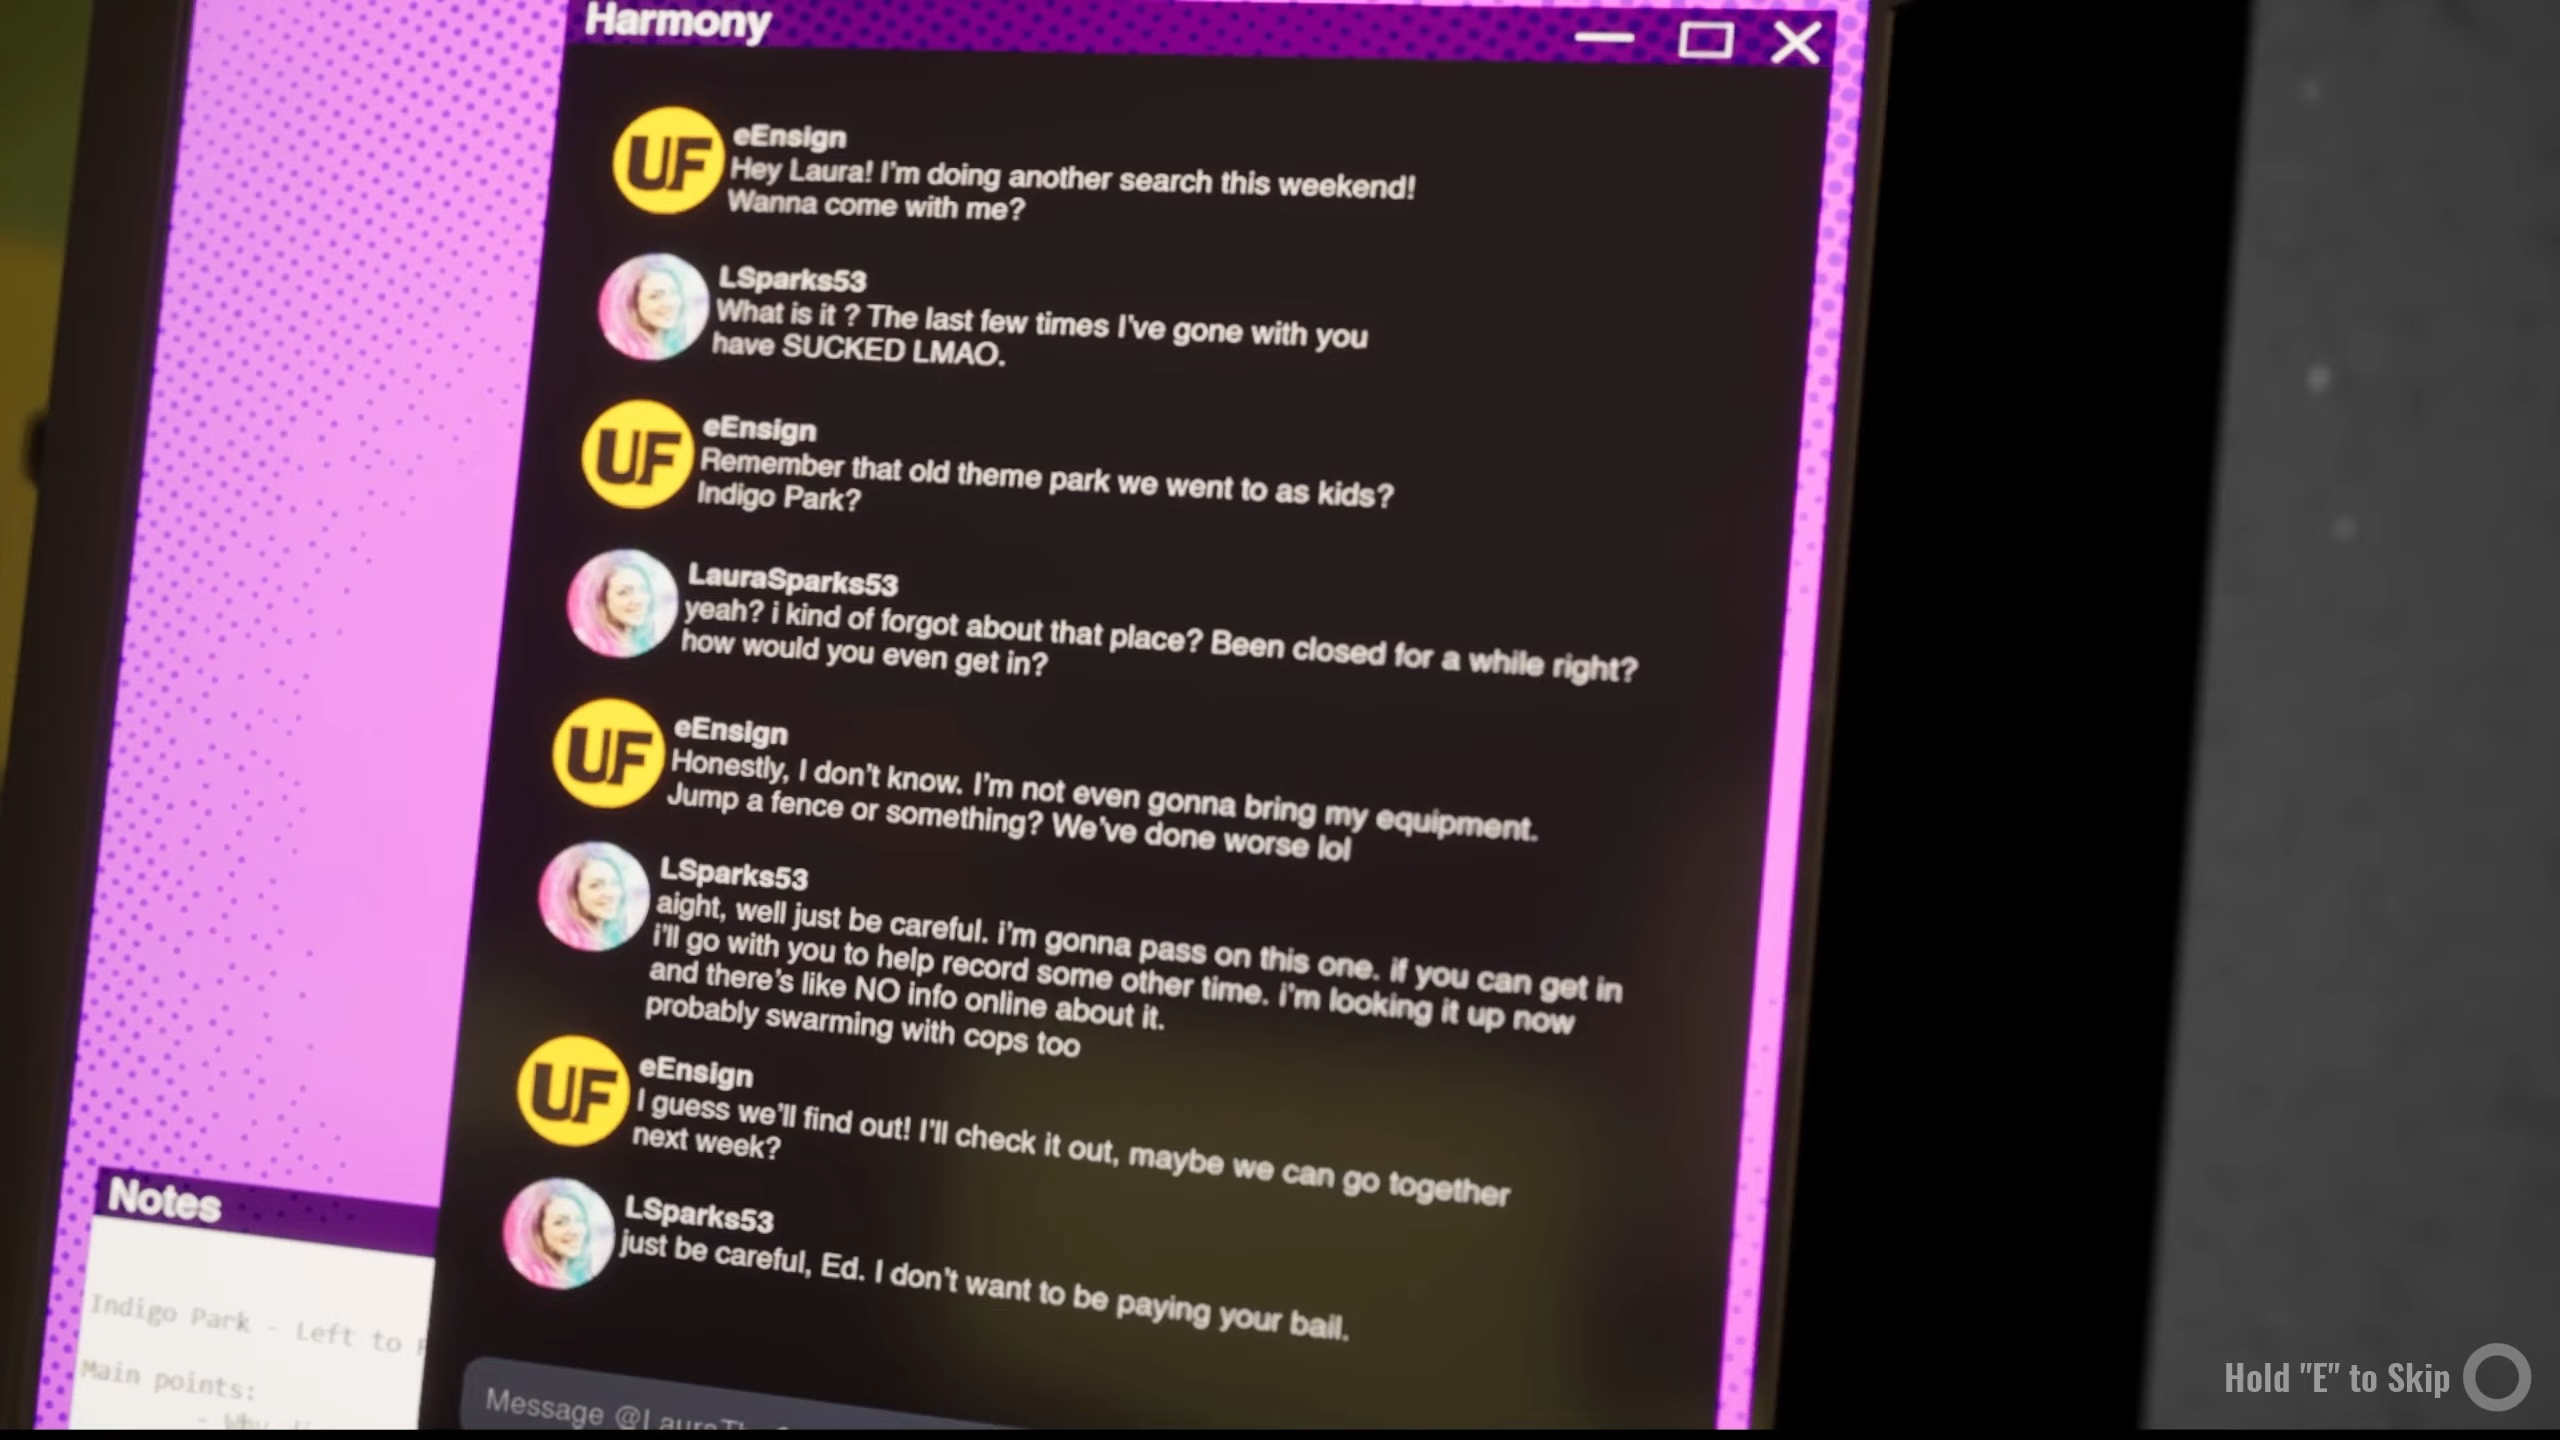 Harmony
UF
eEnsign
Hey Laura! I'm doing another search this weekend!
Wanna come with me?
LSparks53
What is it ? The last few times I've gone with you
have SUCKED LMAO.
UF
eEnsign
Remember that old theme park we went to as kids?
Indigo Park?
LauraSparks53
yeah? i kind of forgot about that place? Been closed for a while right?
how would you even get in?
UF
eEnsign
Honestly, I don't know. I'm not even gonna bring my equipment.
Jump a fence or something? We've done worse lol
LSparks53
aight, well just be careful. i'm gonna pass on this one. if you can get in
i'll go with you to help record some other time. i'm looking it up now
and there's like NO info online about it.
probably swarming with cops too
UF
eEnsign
I guess we'll find out! I'll check it out, maybe we can go together
next week?
LSparks53
just be careful, Ed. I don't want to be paying your bail.
Message
Notes
Indigo Park - Left to
Main points:
Hold "E" to Skip